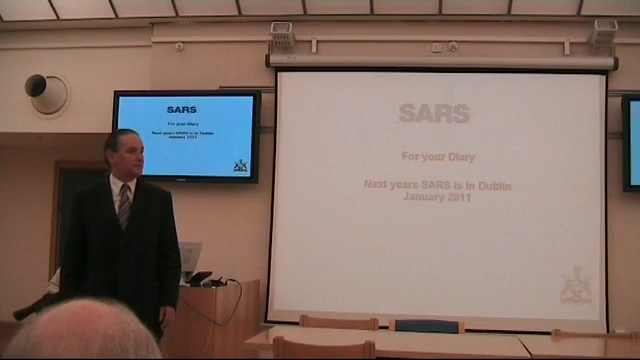 SARS
For your Diary
Next years SARS is in Dublin
January 2011
SARS
For your Diary
Next years SARS is in Dublin
January 2011